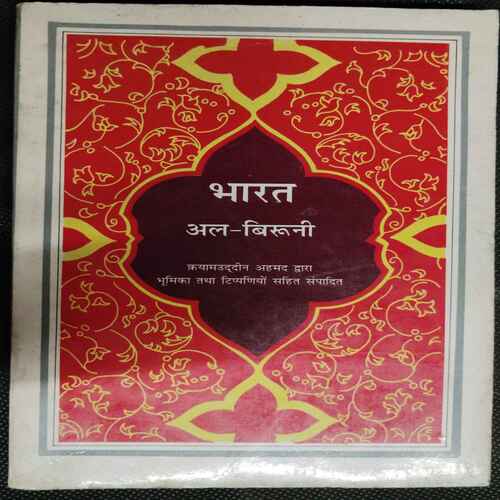 भारत
अल-बिरूनी
क़यामउद्दीन अहमद द्वारा
भूमिका तथा टिप्पणियों सहित संपादित